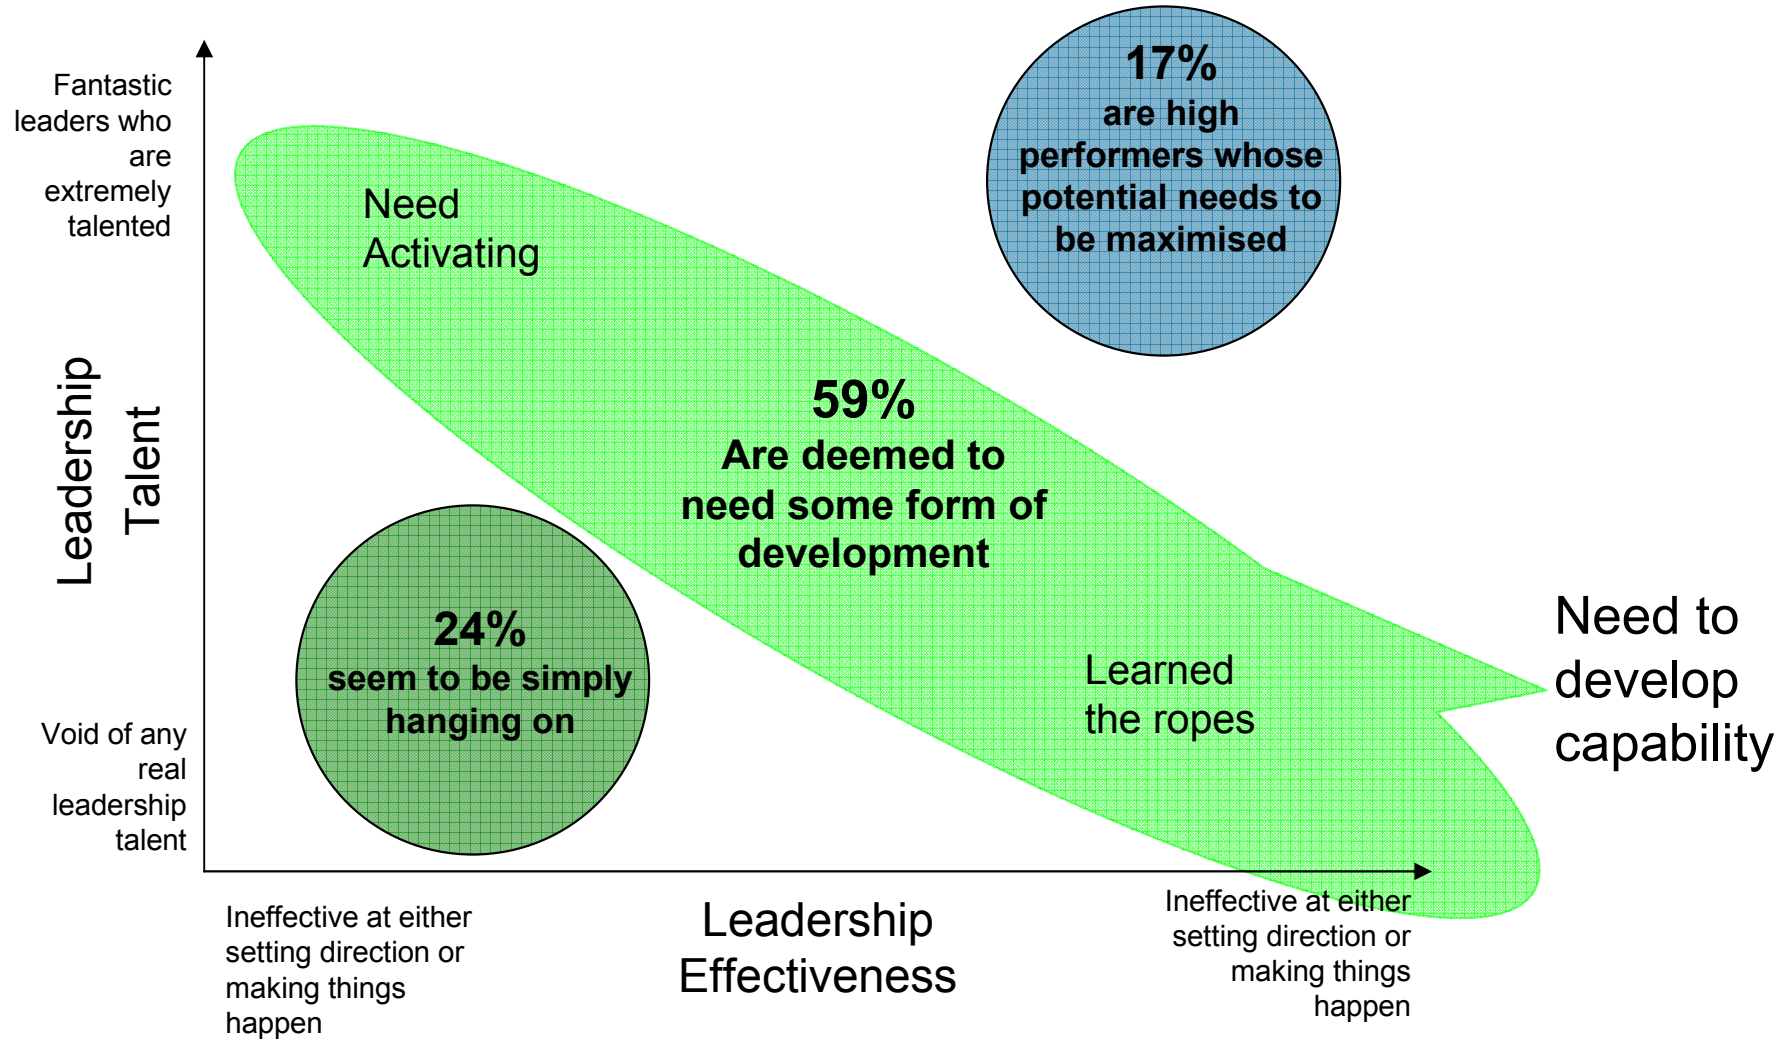 Fantastic
leaders who
are
extremely
talented
17%
are high
performers whose
potential needs to
be maximised
Need
Activating
59%
Are deemed to
need some form of
development
Leadership
Talent
24%
seem to be simply
hanging on
Learned
the ropes
Need to
develop
capability
Void of any
real
leadership
talent
Ineffective at either
setting direction or
making things
happen
Leadership
Effectiveness
Ineffective at either
setting direction or
making things
happen